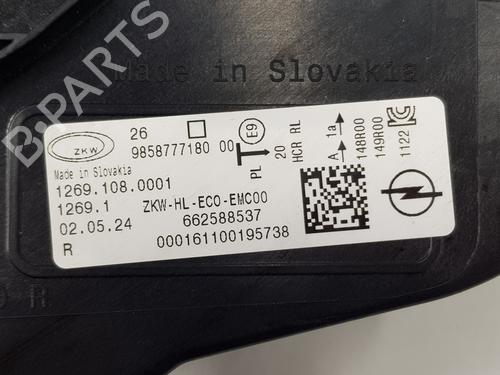 Made in Slovakia
ZKW
26
9858777180 00
E9
PL
20
HCR RL
A 1a
148R00
149R00
1122
Made in Slovakia
1269.108.0001
1269.1 ZKW-HL-ECO-EMC00
02.05.24 662588537
R 000161100195738
R
B-PARTS